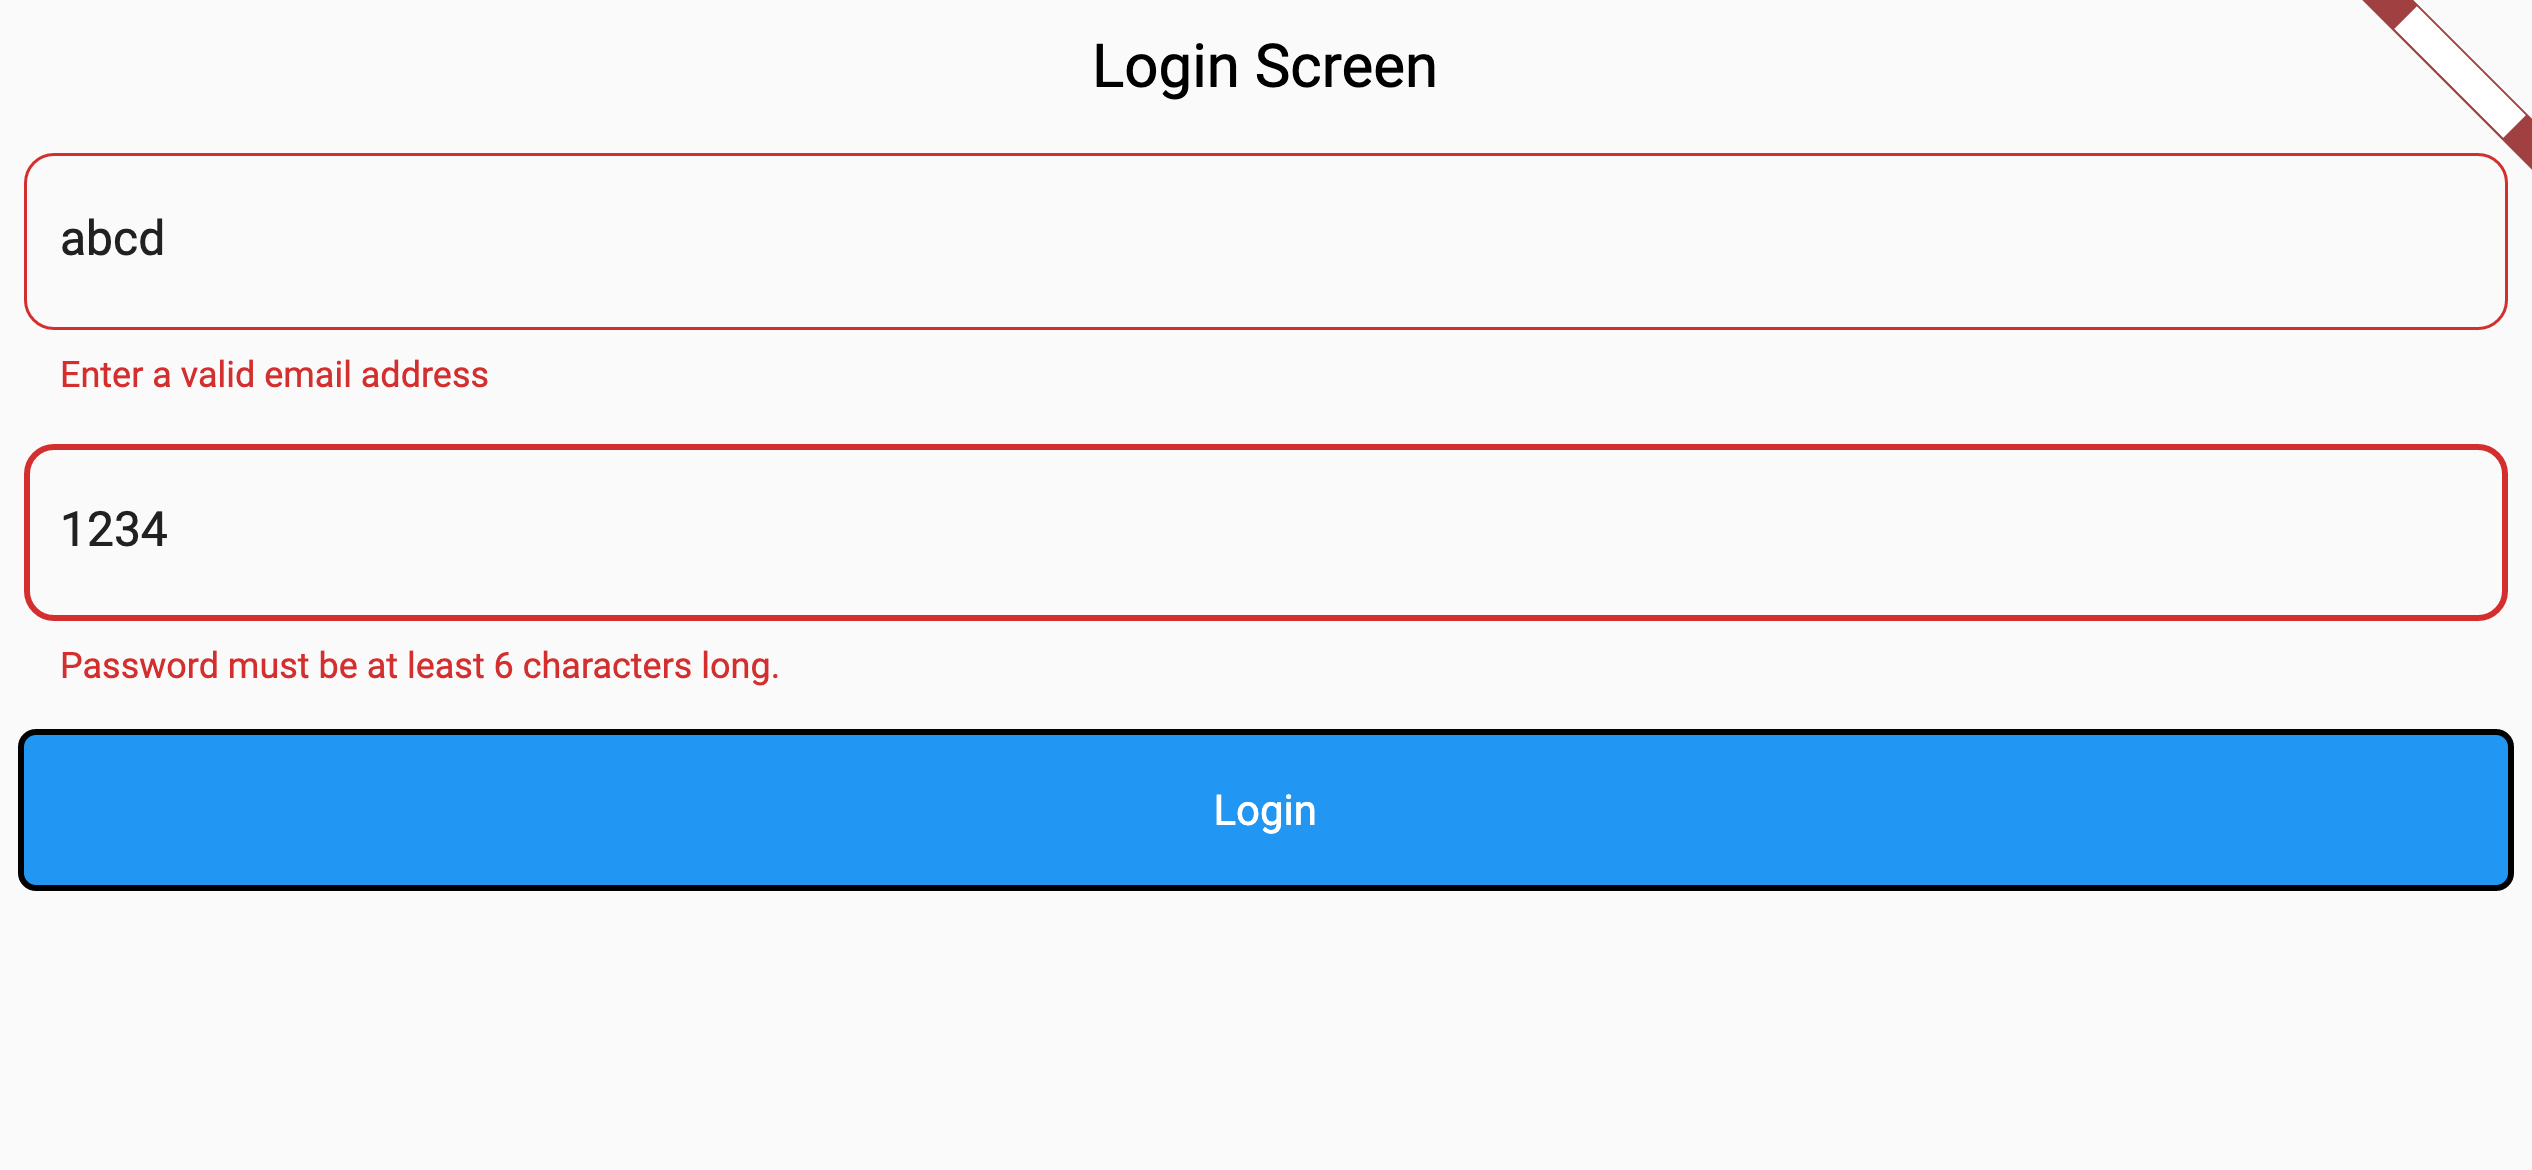 Login Screen
abcd
Enter a valid email address
1234
Password must be at least 6 characters long.
Login